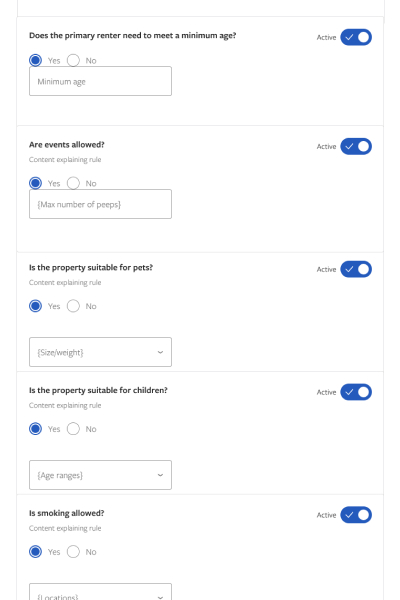 Does the primary renter need to meet a minimum age?
Active
Yes No
Minimum age
Are events allowed?
Active
Content explaining rule
Yes No
{Max number of peeps}
Is the property suitable for pets?
Active
Content explaining rule
Yes No
{Size/weight}
Is the property suitable for children?
Active
Content explaining rule
Yes No
{Age ranges}
Is smoking allowed?
Active
Content explaining rule
Yes No
{Locations}